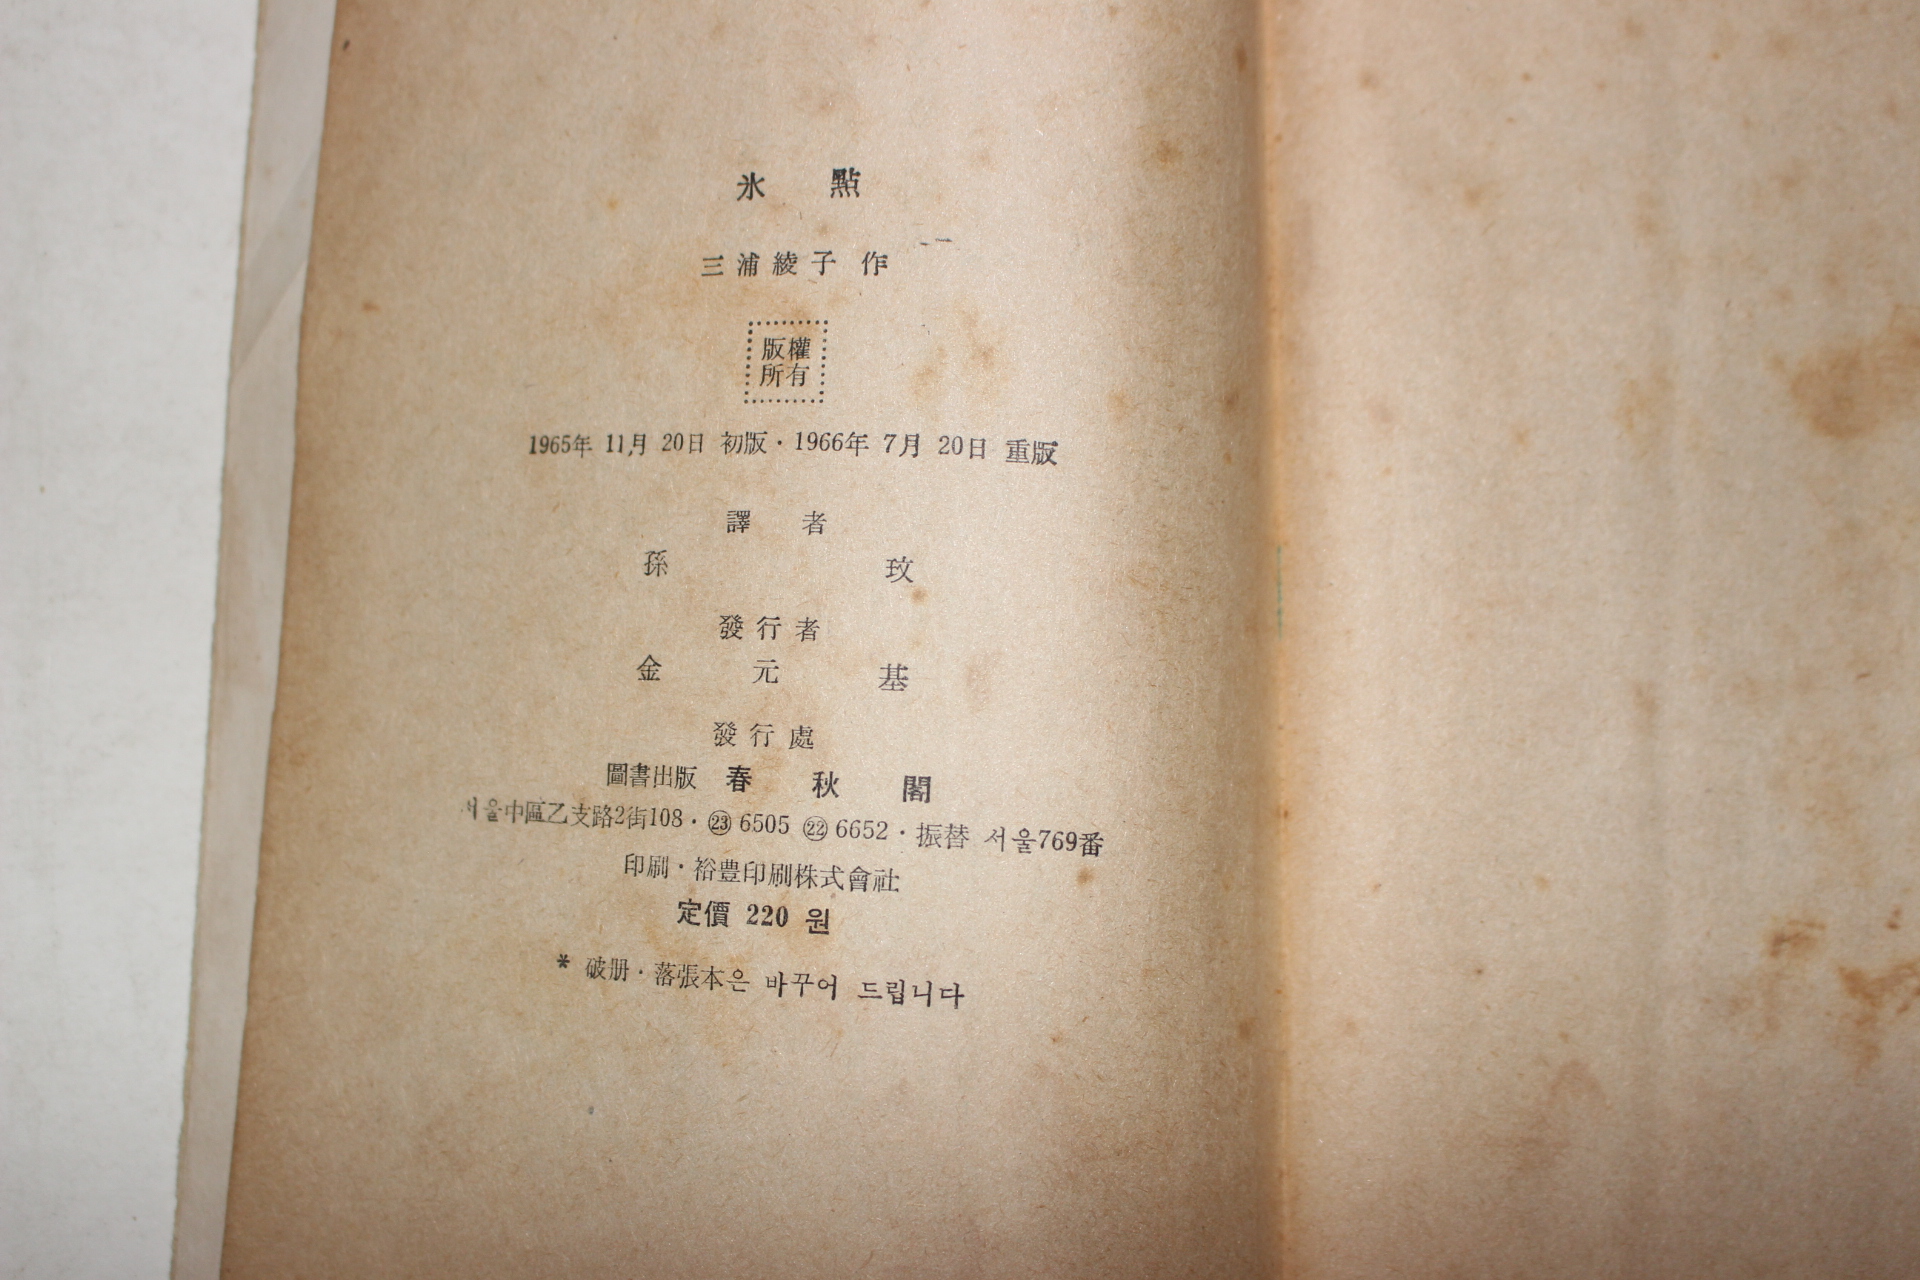 氷點
三浦綾子 作
版權
所有
1965年 11月 20日 初版・1966年 7月 20日 重版
譯者
孫玟
發行者
金元基
發行處
圖書出版 春秋閣
서울中區乙支路2街108・㉓ 6505 ㉒ 6652・振替 서울769番
印刷・裕豊印刷株式會社
定價 220 원
* 破册・落張本은 바꾸어 드립니다